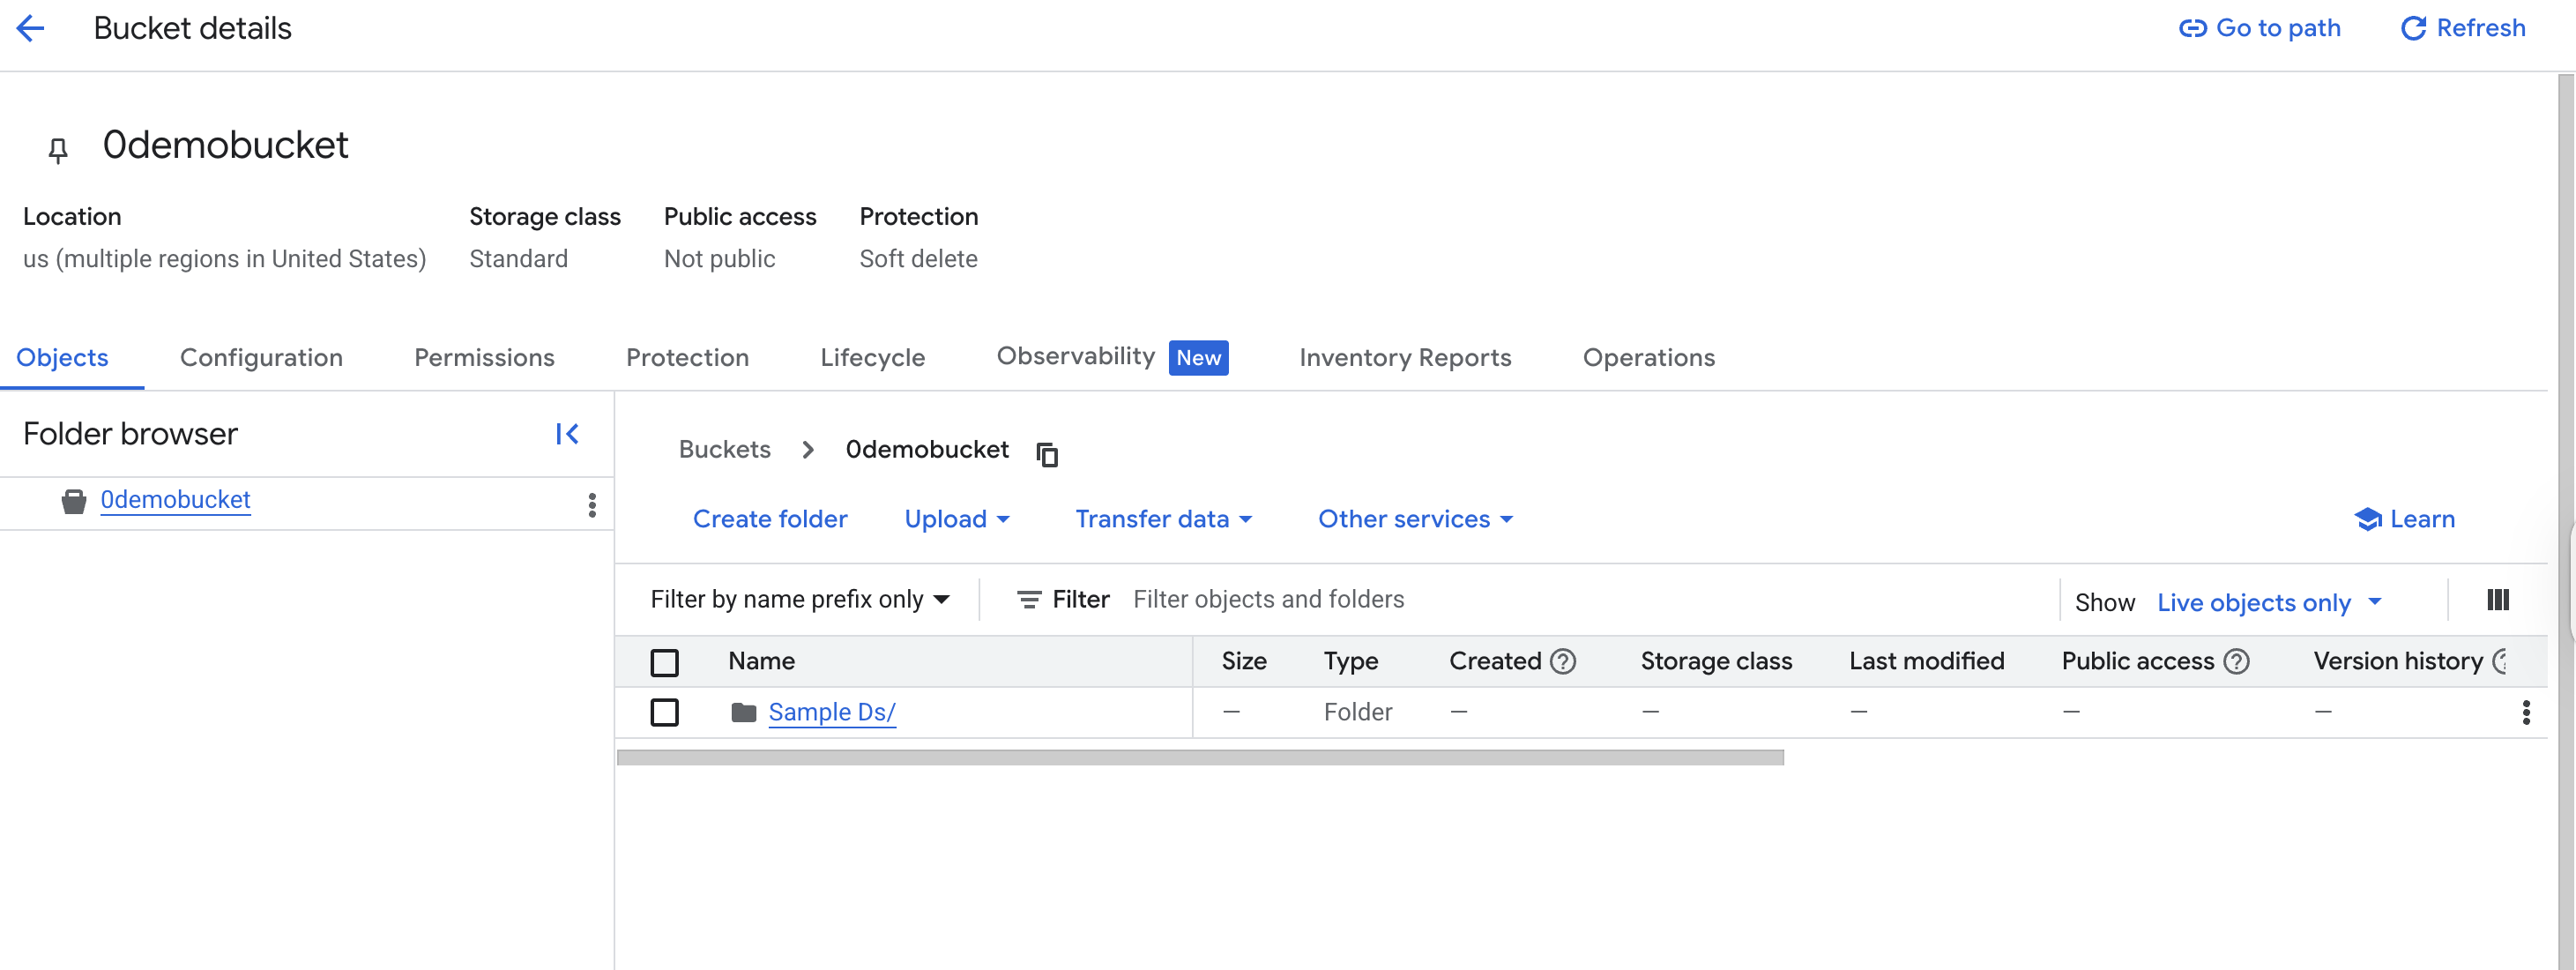 Bucket details
Go to path
Refresh
0demobucket
Location
Storage class
Public access
Protection
us (multiple regions in United States)
Standard
Not public
Soft delete
Objects
Configuration
Permissions
Protection
Lifecycle
Observability New
Inventory Reports
Operations
Folder browser
0demobucket
Buckets
0demobucket
Create folder
Upload
Transfer data
Other services
Learn
Filter by name prefix only
Filter
Filter objects and folders
Show Live objects only
Name
Size
Type
Created
Storage class
Last modified
Public access
Version history
Sample Ds/
—
Folder
—
—
—
—
—